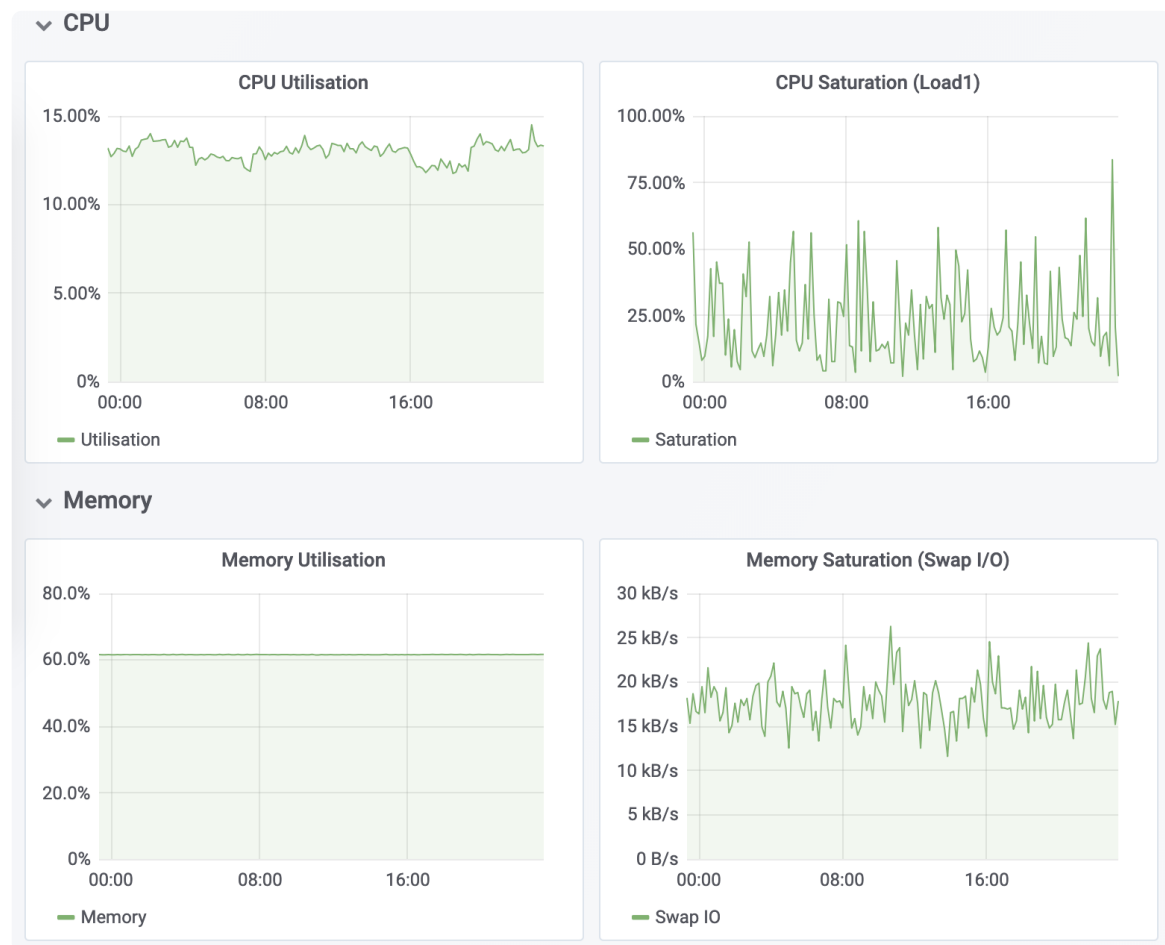 CPU
CPU Utilisation
15.00%
10.00%
5.00%
0%
00:00 08:00 16:00
Utilisation
CPU Saturation (Load1)
100.00%
75.00%
50.00%
25.00%
0%
00:00 08:00 16:00
Saturation
Memory
Memory Utilisation
80.0%
60.0%
40.0%
20.0%
0%
00:00 08:00 16:00
Memory
Memory Saturation (Swap I/O)
30 kB/s
25 kB/s
20 kB/s
15 kB/s
10 kB/s
5 kB/s
0 B/s
00:00 08:00 16:00
Swap IO